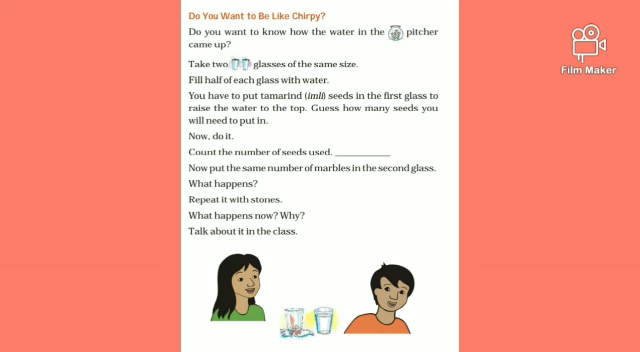 Do You Want to Be Like Chirpy?
Do you want to know how the water in the pitcher
came up?
Take two glasses of the same size.
Fill half of each glass with water.
You have to put tamarind (imli) seeds in the first glass to
raise the water to the top. Guess how many seeds you
will need to put in.
Now, do it.
Count the number of seeds used. ______________
Now put the same number of marbles in the second glass.
What happens?
Repeat it with stones.
What happens now? Why?
Talk about it in the class.
Film Maker